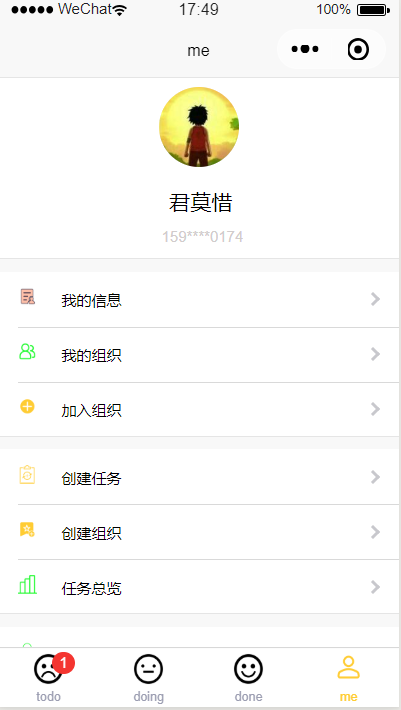 WeChat 17:49 100%
me
君莫惜
159****0174
我的信息
我的组织
加入组织
创建任务
创建组织
任务总览
1
todo doing done me